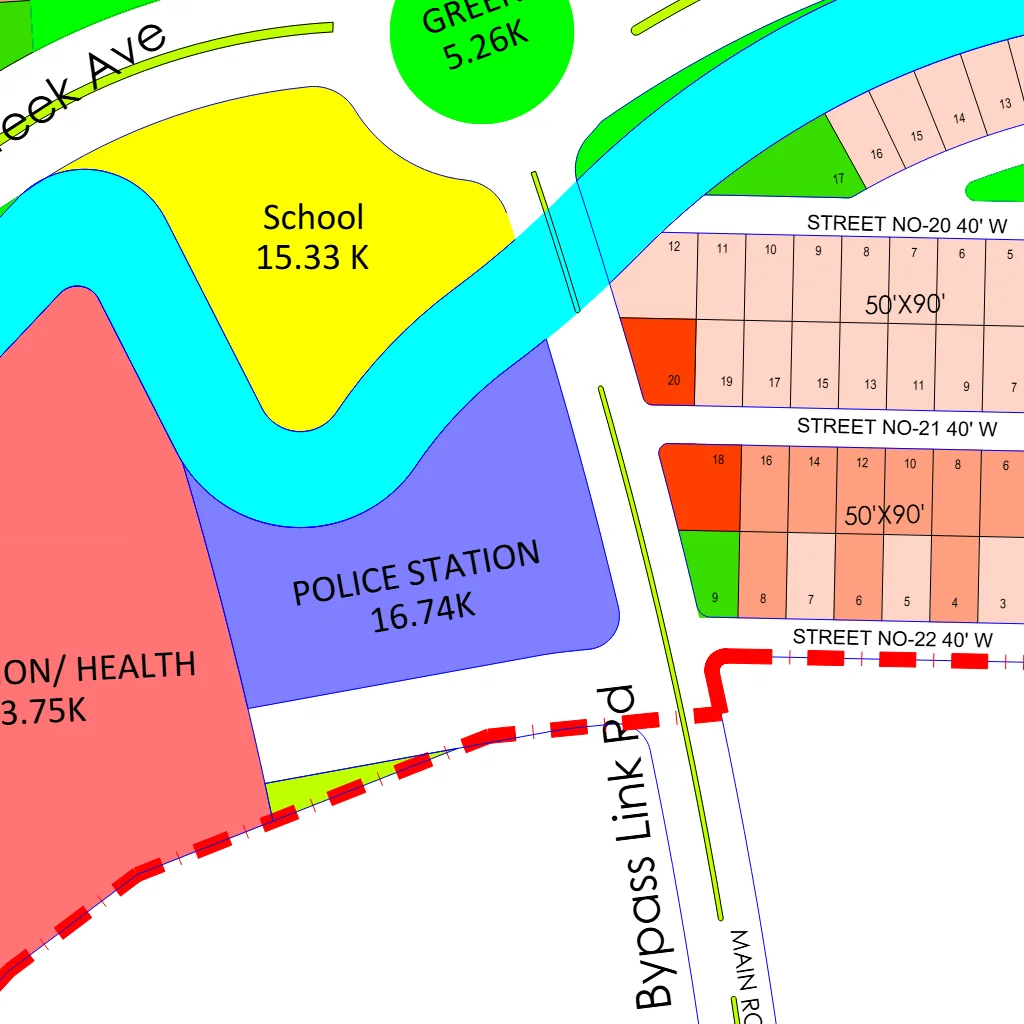 GREEN
5.26K
eek Ave
School
15.33 K
13
14
15
16
17
STREET NO-20 40' W
12 11 10 9 8 7 6 5
50'X90'
20 19 17 15 13 11 9 7
STREET NO-21 40' W
18 16 14 12 10 8 6
50'X90'
9 8 7 6 5 4 3
STREET NO-22 40' W
POLICE STATION
16.74K
ON/ HEALTH
3.75K
Bypass Link Rd
MAIN RO